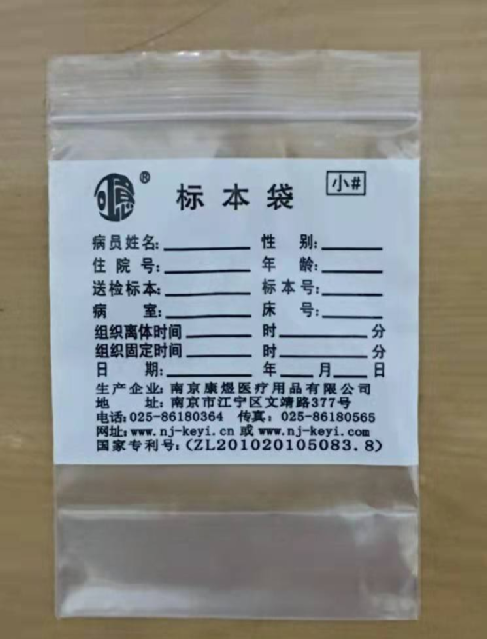 ® 标本袋 小#
病员姓名: 性 别:
住院号: 年 龄:
送检标本: 标本号:
病 室: 床 号:
组织离体时间 时 分
组织固定时间 时 分
日 期: 年 月 日
生产企业: 南京康煜医疗用品有限公司
地 址: 南京市江宁区文靖路377号
电话: 025-86180364 传真: 025-86180565
网址: www.nj-keyi.cn 或 www.nj-keyi.com
国家专利号: (ZL201020105083.8)